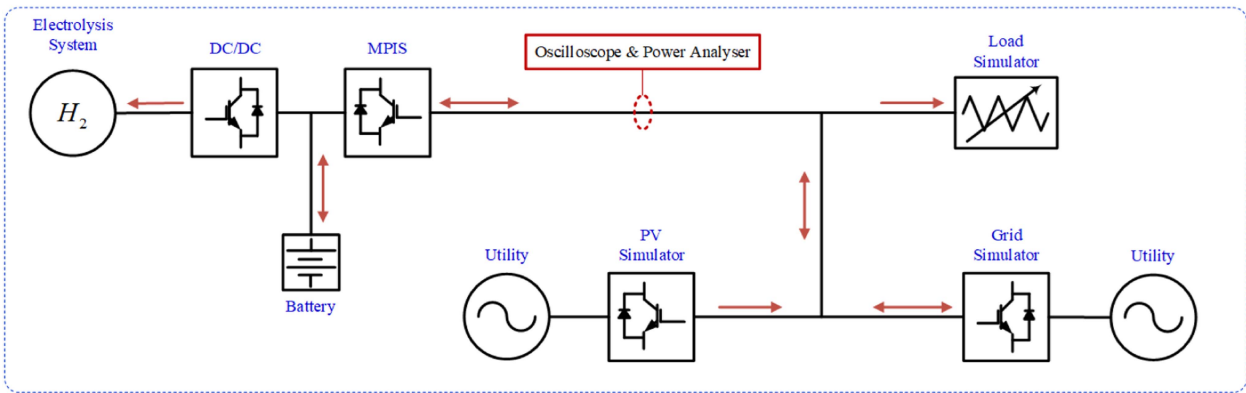 Electrolysis
System
DC/DC
MPIS
Oscilloscope & Power Analyser
Load
Simulator
H2
Battery
Utility
PV
Simulator
Grid
Simulator
Utility